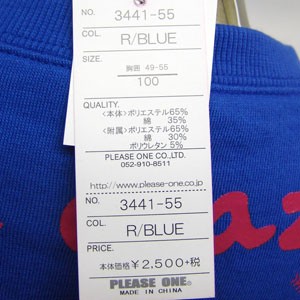 NO. 3441-55
COL. R/BLUE
SIZE. 胸囲 49-55
100
QUALITY.
<本体>ポリエステル65%
綿 35%
<附属>ポリエステル65%
綿 30%
ポリウレタン 5%
PLEASE ONE CO.,LTD.
052-910-8511
http://www.please-one.co.jp
NO. 3441-55
COL. R/BLUE
PRICE.
本体価格 ¥2,500+税
PLEASE ONE.
MADE IN CHINA